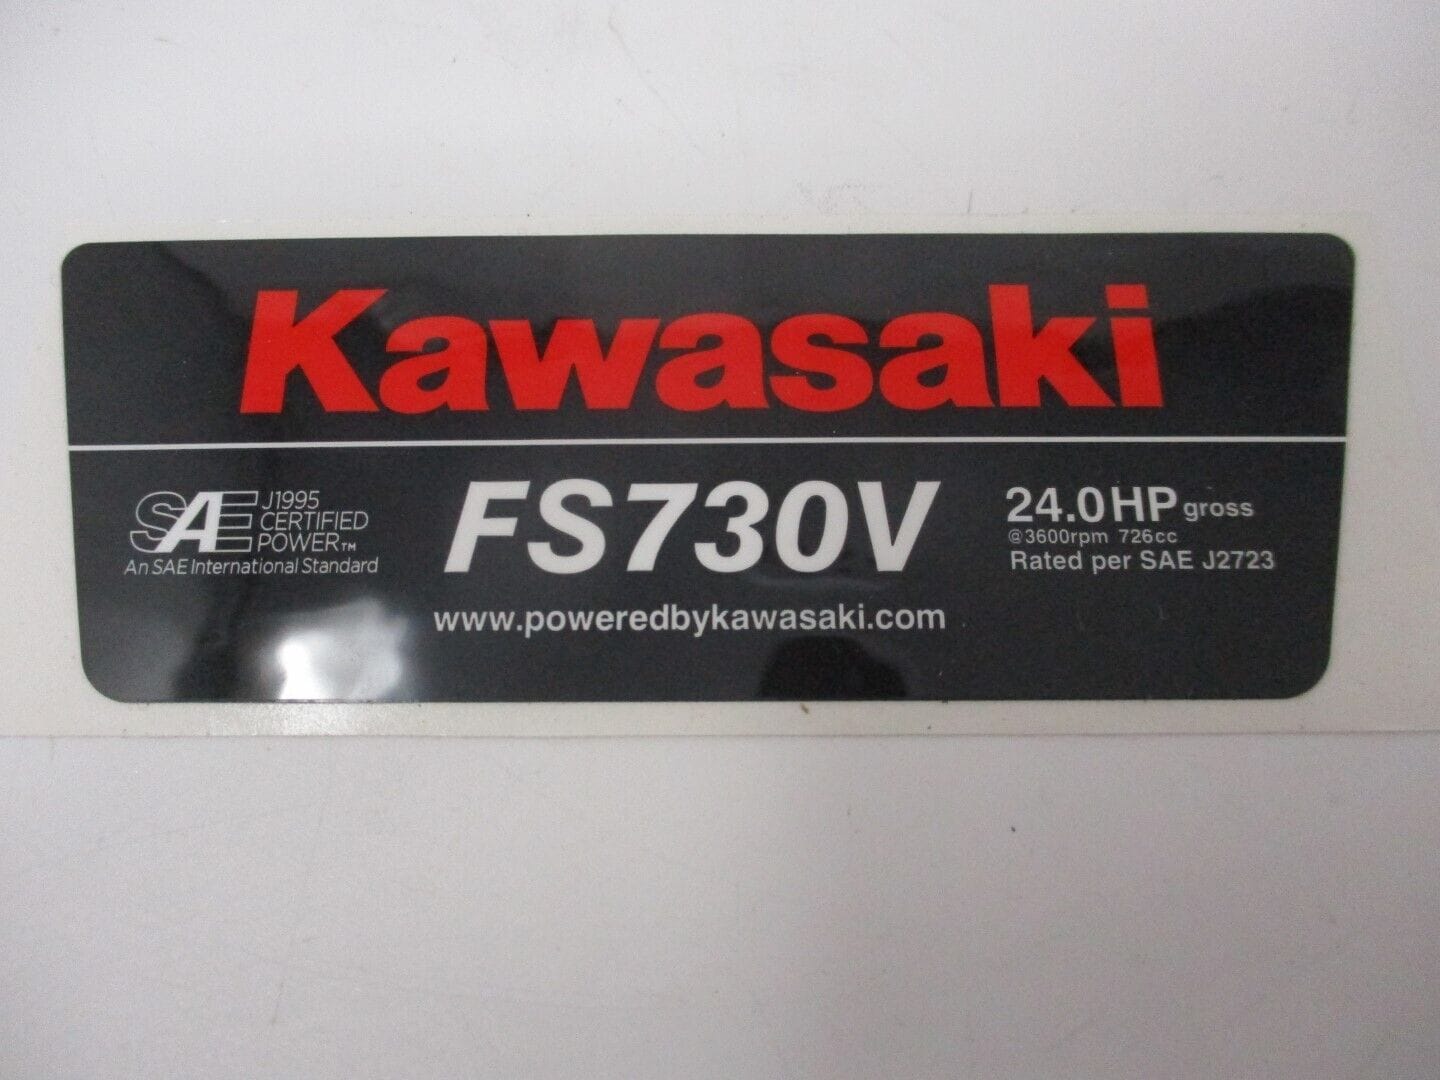 Kawasaki
SAE J1995
CERTIFIED
POWER™
An SAE International Standard
FS730V
24.0HP gross
@3600rpm 726cc
Rated per SAE J2723
www.poweredbykawasaki.com